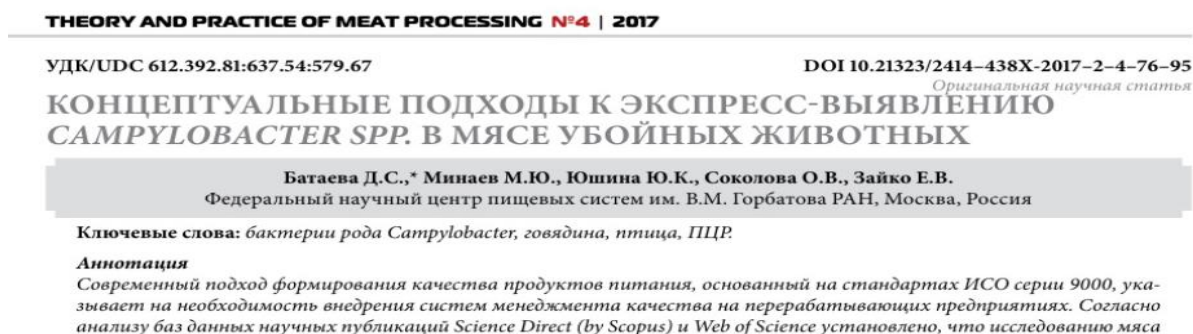 THEORY AND PRACTICE OF MEAT PROCESSING №4 | 2017
УДК/UDC 612.392.81:637.54:579.67
DOI 10.21323/2414–438X-2017–2–4–76–95
Оригинальная научная статья
КОНЦЕПТУАЛЬНЫЕ ПОДХОДЫ К ЭКСПРЕСС-ВЫЯВЛЕНИЮ
CAMPYLOBACTER SPP. В МЯСЕ УБОЙНЫХ ЖИВОТНЫХ
Батаева Д.С.,* Минаев М.Ю., Юшина Ю.К., Соколова О.В., Зайко Е.В.
Федеральный научный центр пищевых систем им. В.М. Горбатова РАН, Москва, Россия
Ключевые слова: бактерии рода Campylobacter, говядина, птица, ПЦР.
Аннотация
Современный подход формирования качества продуктов питания, основанный на стандартах ИСО серии 9000, ука-
зывает на необходимость внедрения систем менеджмента качества на перерабатывающих предприятиях. Согласно
анализу баз данных научных публикаций Science Direct (by Scopus) и Web of Science установлено, что исследованию мяса